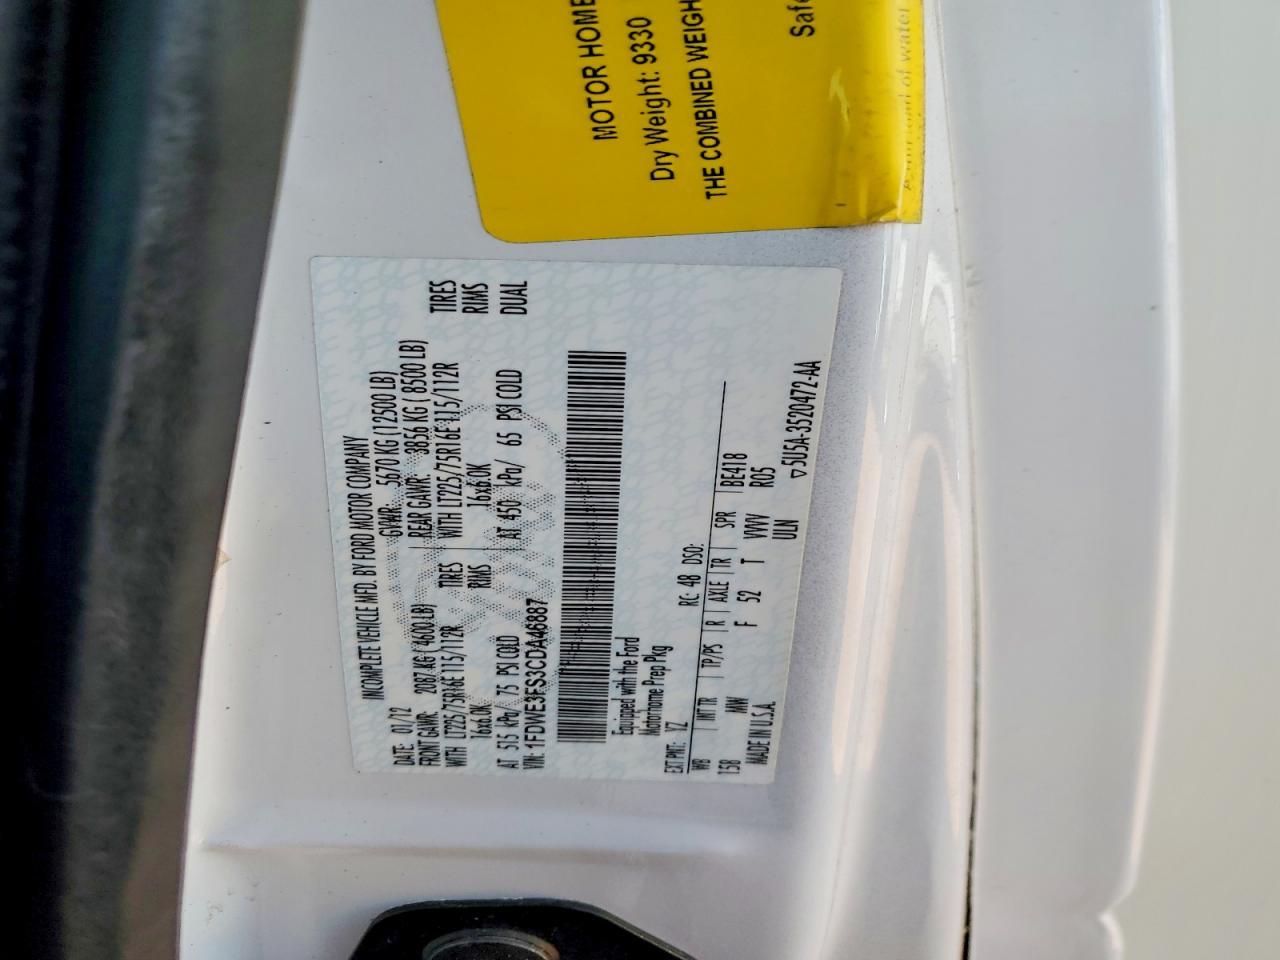 MOTOR HOME
Dry Weight: 9330
THE COMBINED WEIGH
Safe
of water
INCOMPLETE VEHICLE MFD. BY FORD MOTOR COMPANY
DATE: 01/12 GVWR: 5670 KG (12500 LB)
FRONT GAWR: 2087 KG ( 4600 LB) REAR GAWR: 3856 KG ( 8500 LB)
WITH LT225/75R16E 115/112R TIRES WITH LT225/75R16E 115/112R TIRES
16x6.0K RIMS 16x6.0K RIMS
AT 515 kPa/ 75 PSI COLD AT 450 kPa/ 65 PSI COLD DUAL
VIN: 1FDWE3FS3CDA46887
Equipped with the Ford
Motorhome Prep Pkg
EXT PNT: YZ RC: 48 DSO:
WB INT TR TP/PS R AXLE TR SPR BE418
158 MW F 52 T VVV R05
MADE IN U.S.A. ULN
▽5U5A-3520472-AA